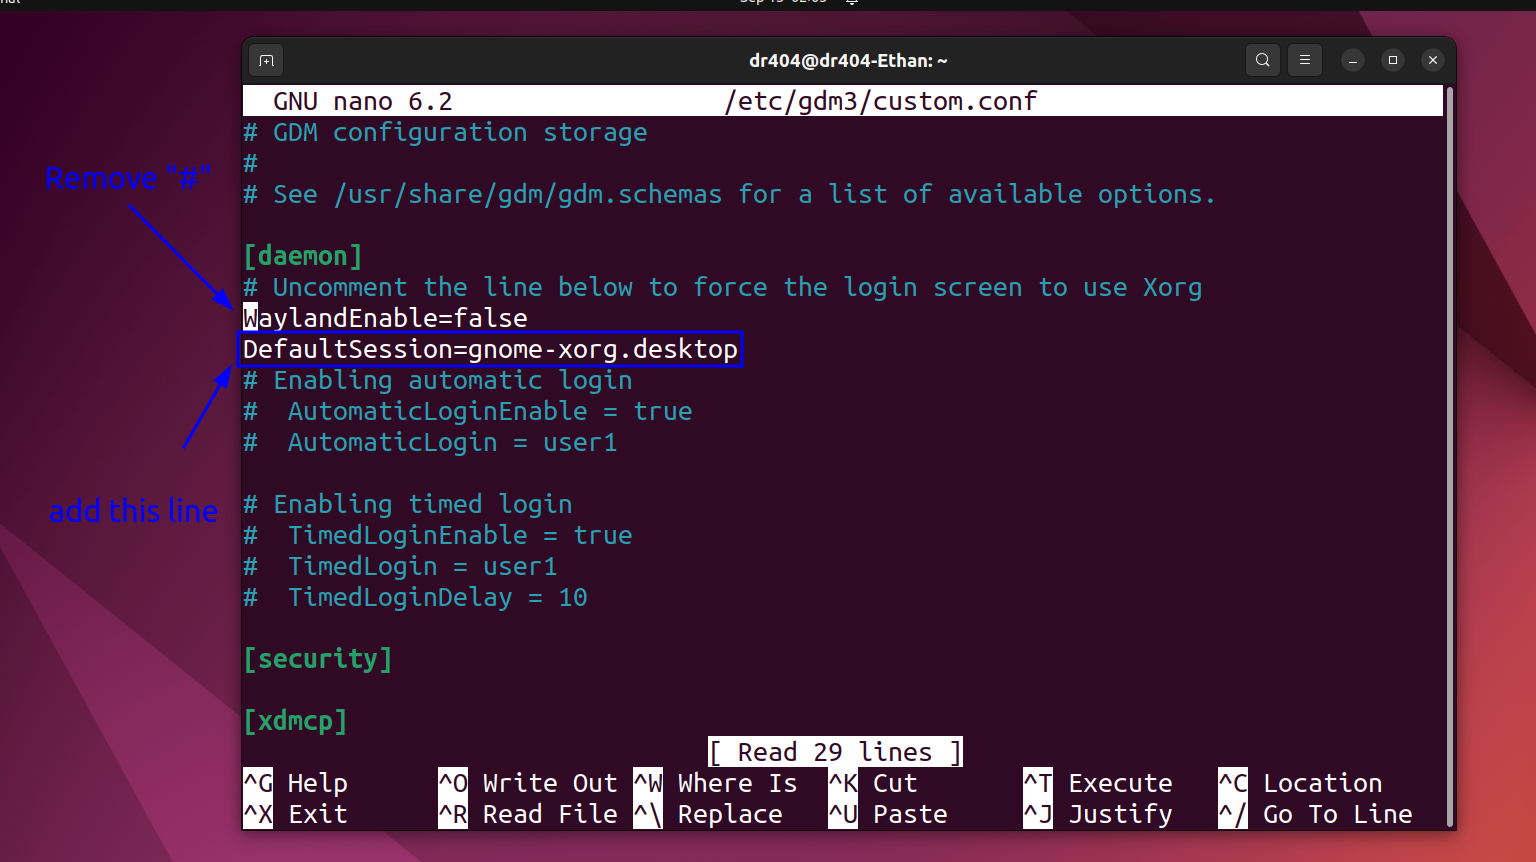 Sep 15 02:05
dr404@dr404-Ethan: ~
GNU nano 6.2 /etc/gdm3/custom.conf
# GDM configuration storage
#
# See /usr/share/gdm/gdm.schemas for a list of available options.
Remove "#"
[daemon]
# Uncomment the line below to force the login screen to use Xorg
WaylandEnable=false
DefaultSession=gnome-xorg.desktop
# Enabling automatic login
#  AutomaticLoginEnable = true
#  AutomaticLogin = user1
add this line
# Enabling timed login
#  TimedLoginEnable = true
#  TimedLogin = user1
#  TimedLoginDelay = 10
[security]
[xdmcp]
[ Read 29 lines ]
^G Help ^O Write Out ^W Where Is ^K Cut ^T Execute ^C Location
^X Exit ^R Read File ^\ Replace ^U Paste ^J Justify ^/ Go To Line